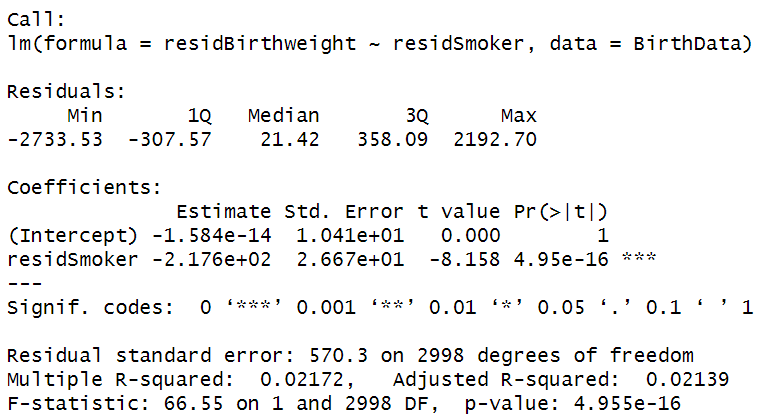 Call:
lm(formula = residBirthweight ~ residSmoker, data = BirthData)

Residuals:
     Min       1Q   Median       3Q      Max
-2733.53  -307.57    21.42   358.09  2192.70

Coefficients:
              Estimate Std. Error t value Pr(>|t|)
(Intercept) -1.584e-14  1.041e+01   0.000        1
residSmoker -2.176e+02  2.667e+01  -8.158 4.95e-16 ***
---
Signif. codes:  0 ‘***’ 0.001 ‘**’ 0.01 ‘*’ 0.05 ‘.’ 0.1 ‘ ’ 1

Residual standard error: 570.3 on 2998 degrees of freedom
Multiple R-squared:  0.02172,   Adjusted R-squared:  0.02139
F-statistic: 66.55 on 1 and 2998 DF,  p-value: 4.955e-16